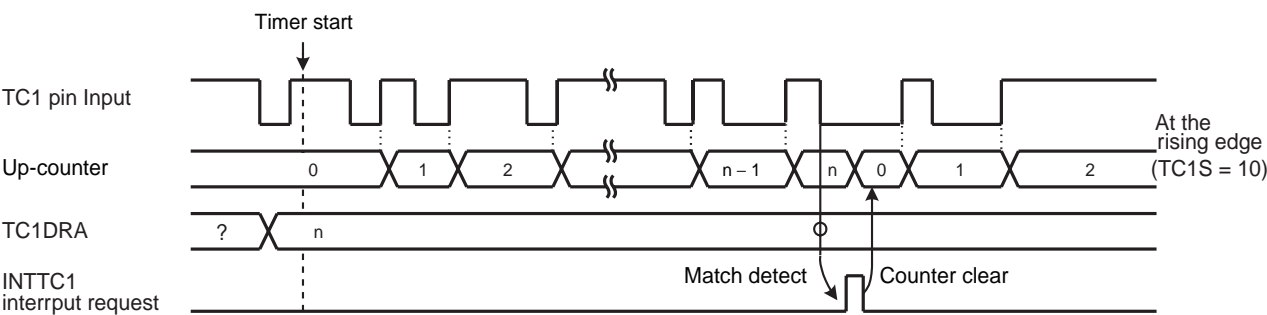 Timer start
TC1 pin Input
At the
rising edge
(TC1S = 10)
Up-counter
0 1 2 n – 1 n 0 1 2
TC1DRA
? n
Match detect
Counter clear
INTTC1
interrput request